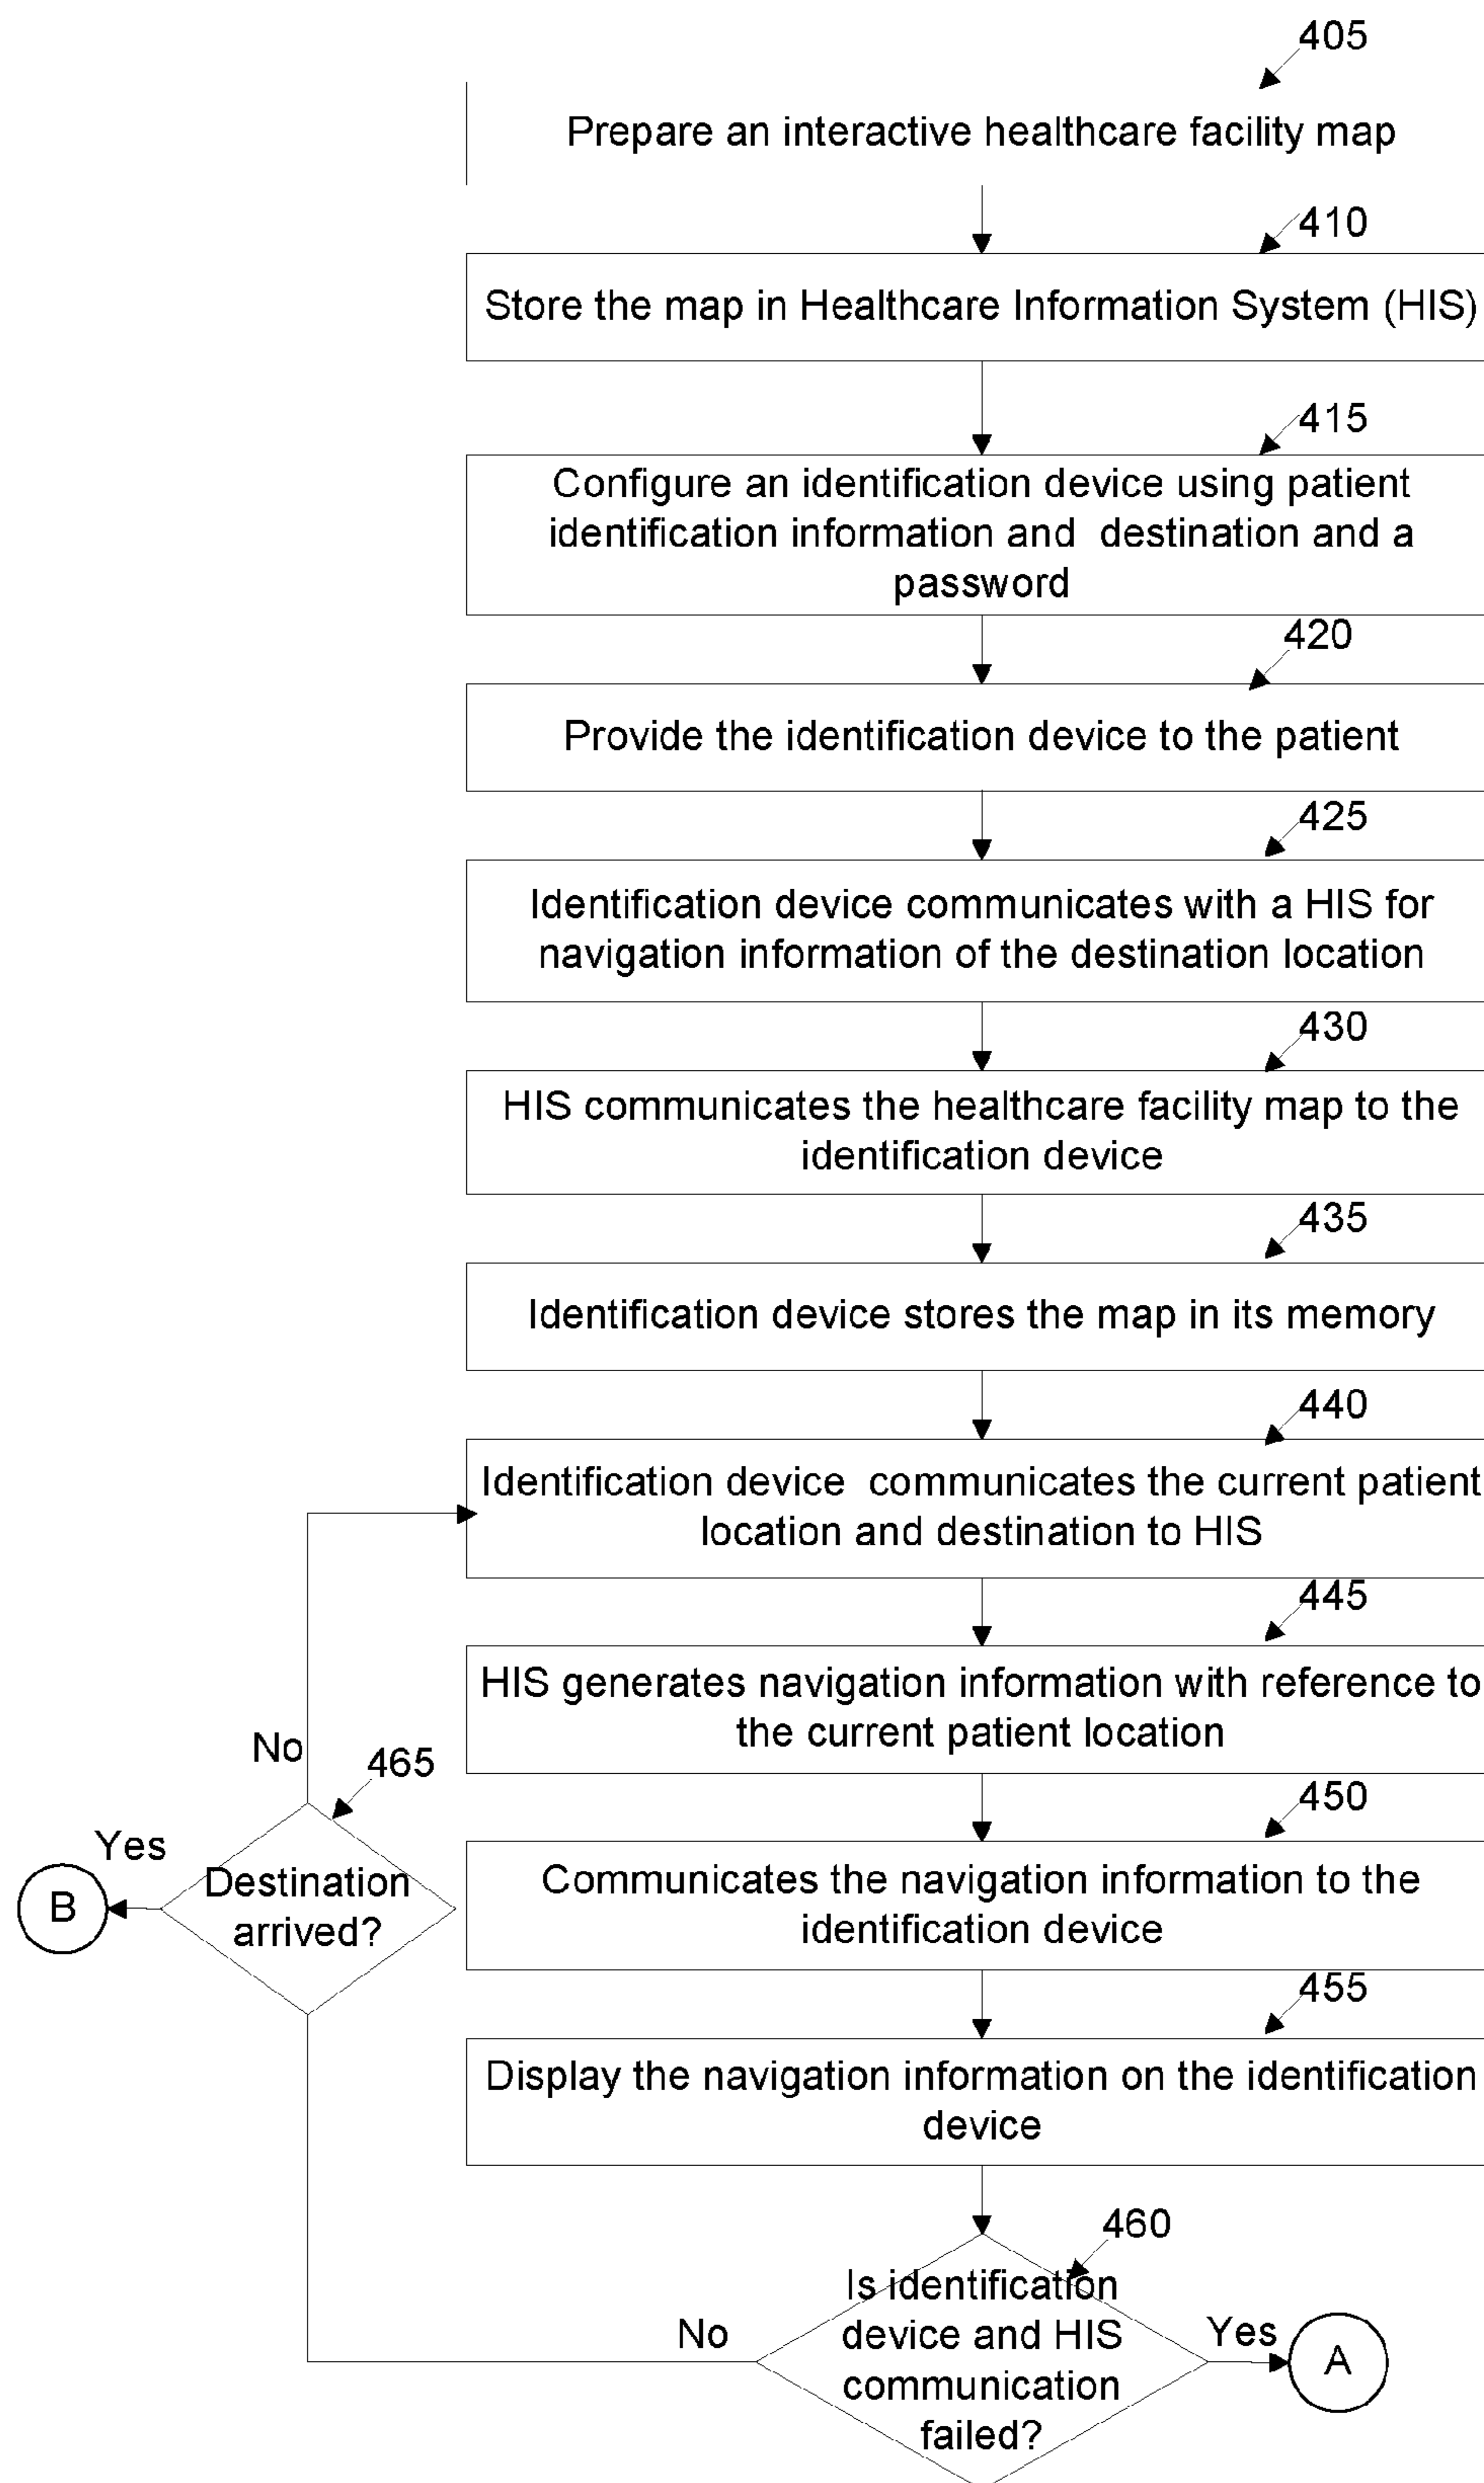 405
Prepare an interactive healthcare facility map
410
Store the map in Healthcare Information System (HIS)
415
Configure an identification device using patient
identification information and destination and a
password
420
Provide the identification device to the patient
425
Identification device communicates with a HIS for
navigation information of the destination location
430
HIS communicates the healthcare facility map to the
identification device
435
Identification device stores the map in its memory
440
Identification device communicates the current patient
location and destination to HIS
445
HIS generates navigation information with reference to
the current patient location
No
465
Yes
B
Destination
arrived?
450
Communicates the navigation information to the
identification device
455
Display the navigation information on the identification
device
460
Is identification
device and HIS
communication
failed?
No
Yes
A